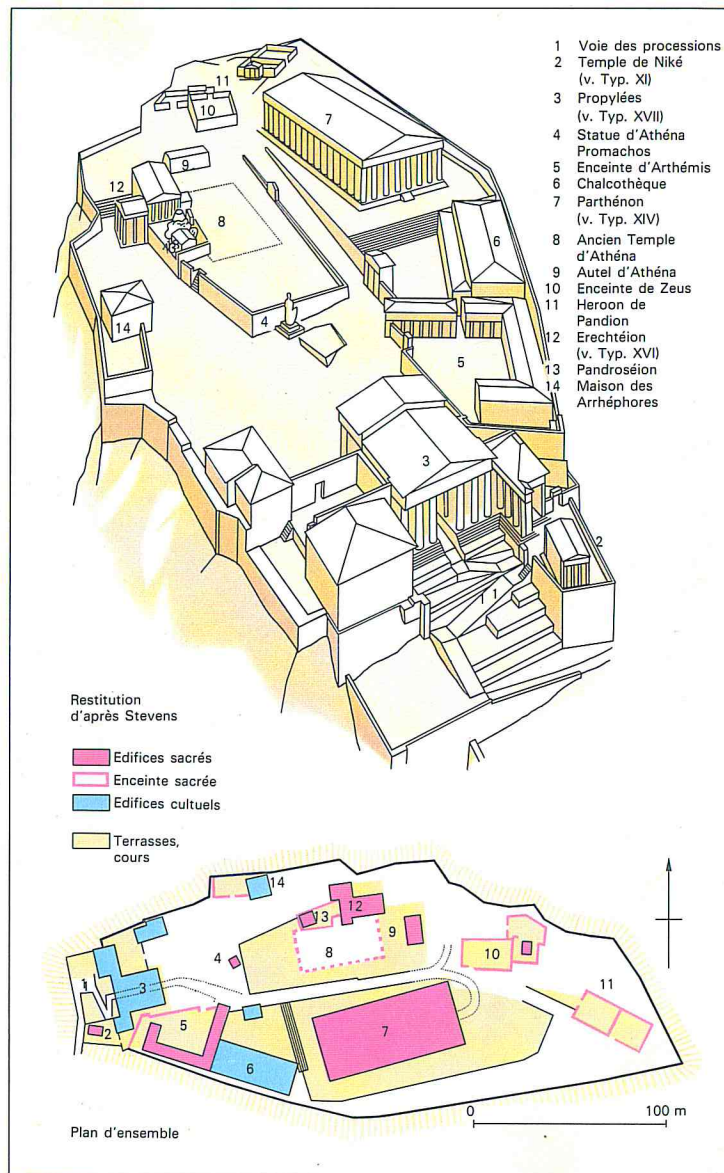 1 Voie des processions
2 Temple de Niké
(v. Typ. XI)
3 Propylées
(v. Typ. XVII)
4 Statue d'Athéna
Promachos
5 Enceinte d'Arthémis
6 Chalcothèque
7 Parthénon
(v. Typ. XIV)
8 Ancien Temple
d'Athéna
9 Autel d'Athéna
10 Enceinte de Zeus
11 Heroon de
Pandion
12 Erechtéion
(v. Typ. XVI)
13 Pandroséion
14 Maison des
Arrhéphores
11
10
7
9
12
8
6
4
14
5
3
2
1
Restitution
d'après Stevens
Edifices sacrés
Enceinte sacrée
Edifices cultuels
Terrasses,
cours
14
13
12
9
4
8
10
1
3
11
5
7
2
6
0 100 m
Plan d'ensemble